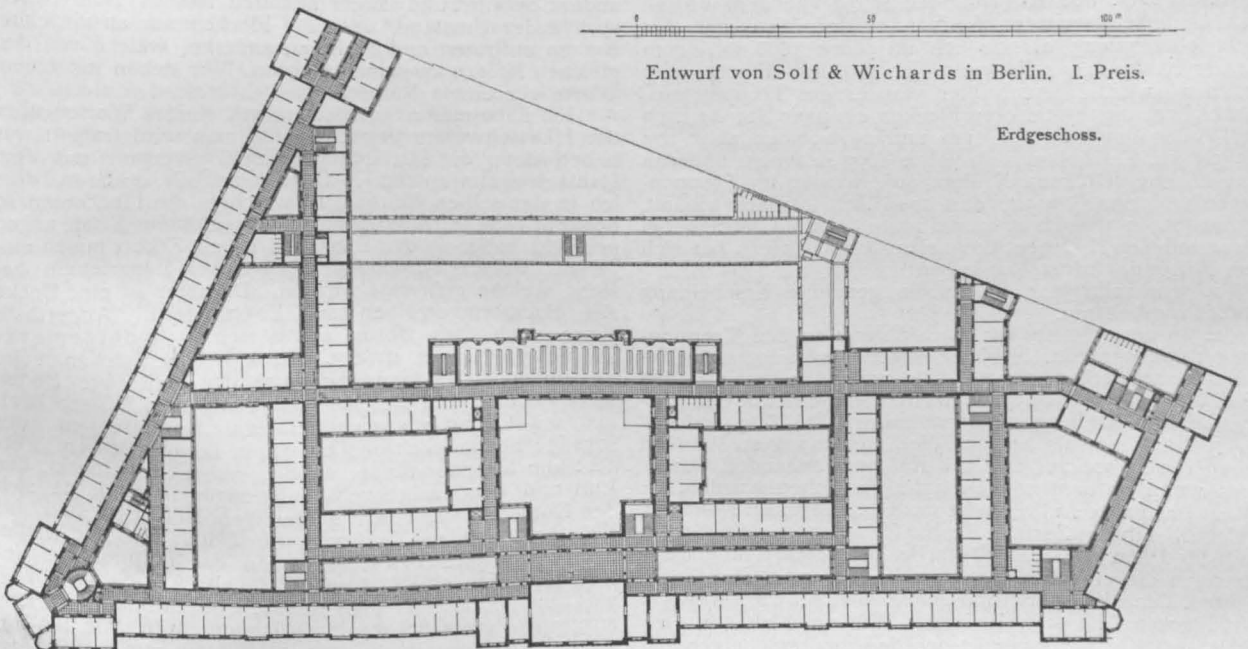 0 50 100 m
Entwurf von Solf & Wichards in Berlin. I. Preis.
Erdgeschoss.